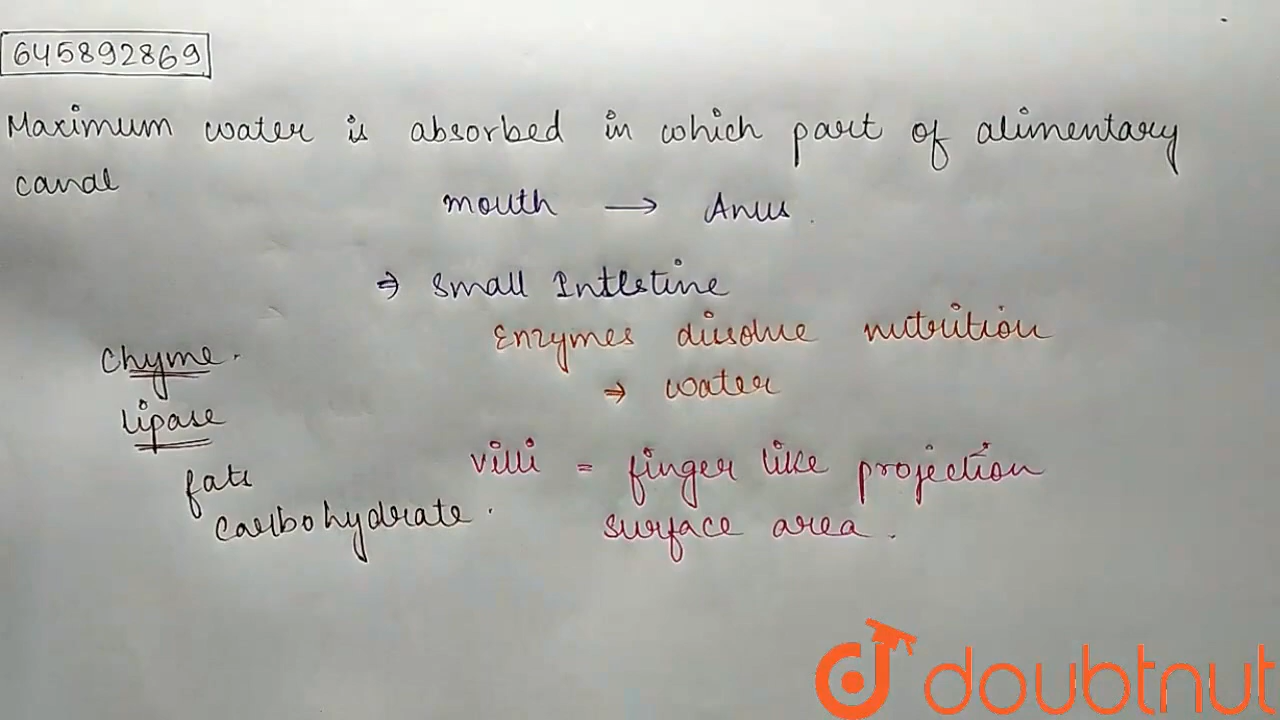 645892869
Maximum water is absorbed in which part of alimentary
canal
mouth → Anus.
⇒ Small Intestine
Enzymes dissolve nutrition
→ water
Chyme.
lipase
fats
Carbohydrate.
villi = finger like projection
surface area.
doubtnut